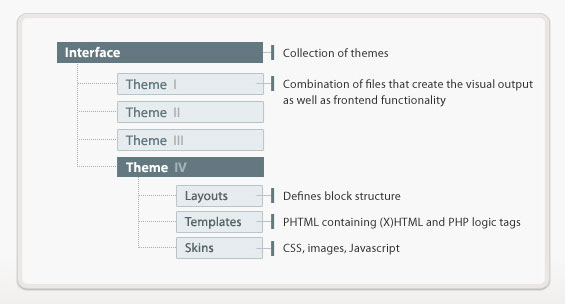 Interface
Collection of themes
Theme I
Combination of files that create the visual output
as well as frontend functionality
Theme II
Theme III
Theme IV
Layouts
Defines block structure
Templates
PHTML containing (X)HTML and PHP logic tags
Skins
CSS, images, Javascript